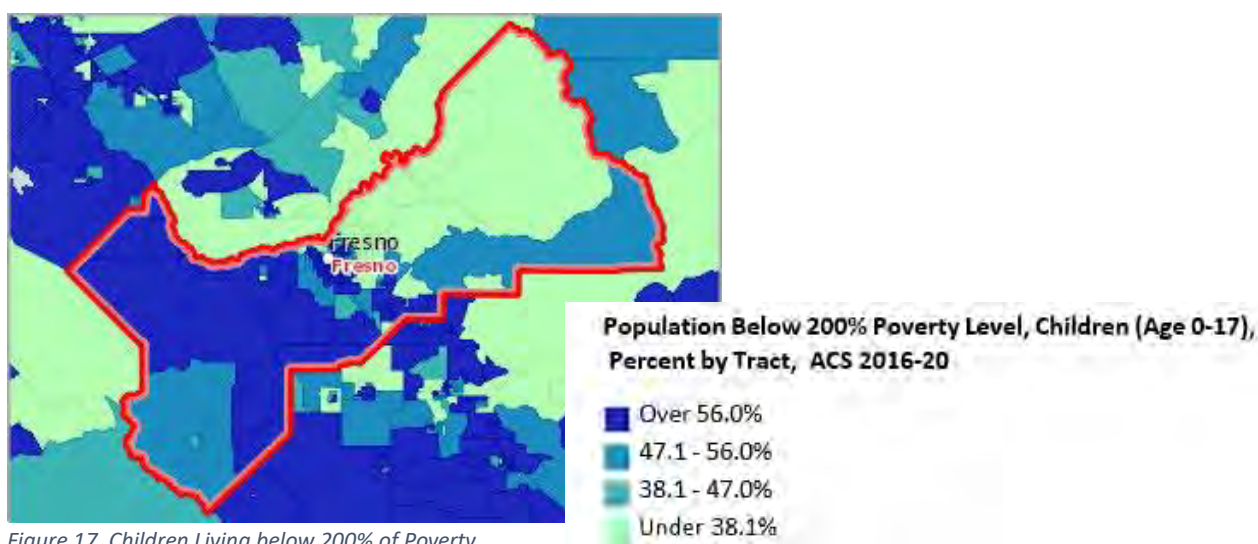 Fresno
Fresno
Population Below 200% Poverty Level, Children (Age 0-17),
Percent by Tract, ACS 2016-20
Over 56.0%
47.1 - 56.0%
38.1 - 47.0%
Under 38.1%
Figure 17. Children Living below 200% of Poverty